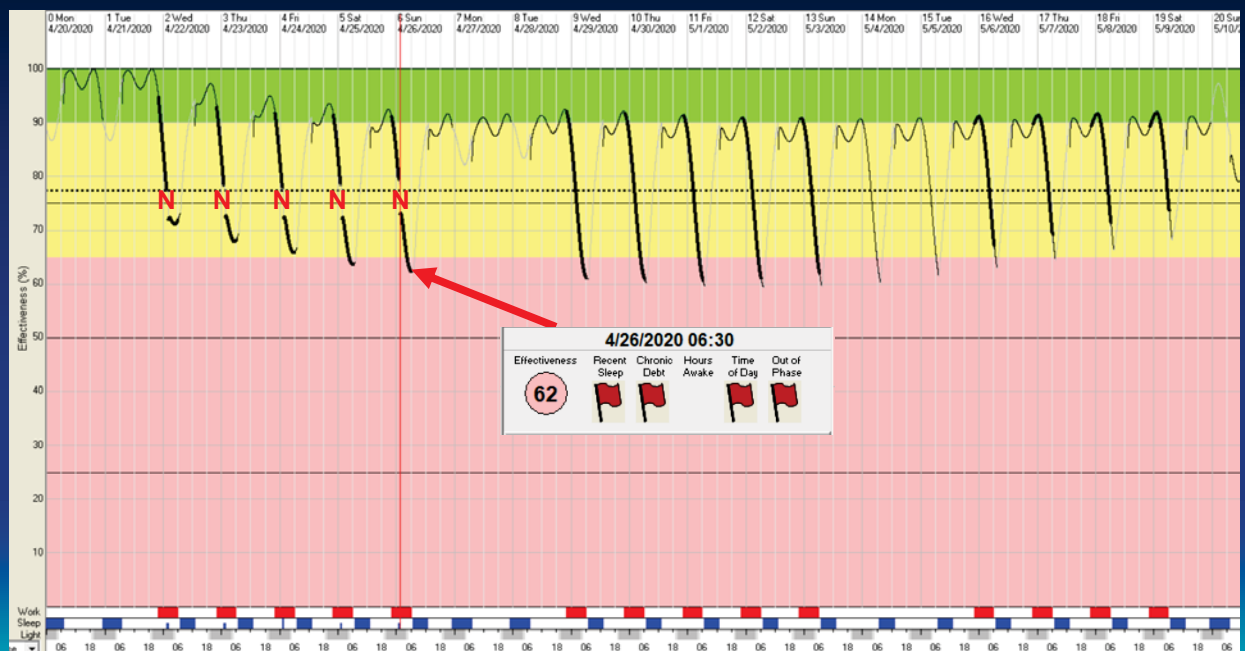 0 Mon 1 Tue 2 Wed 3 Thu 4 Fri 5 Sat 6 Sun 7 Mon 8 Tue 9 Wed 10 Thu 11 Fri 12 Sat 13 Sun 14 Mon 15 Tue 16 Wed 17 Thu 18 Fri 19 Sat 20 Sun
4/20/2020 4/21/2020 4/22/2020 4/23/2020 4/24/2020 4/25/2020 4/26/2020 4/27/2020 4/28/2020 4/29/2020 4/30/2020 5/1/2020 5/2/2020 5/3/2020 5/4/2020 5/5/2020 5/6/2020 5/7/2020 5/8/2020 5/9/2020 5/10/2
100
90
80
N N N N N
70
60
50
40
30
20
10
Effectiveness (%)
4/26/2020 06:30
Effectiveness Recent Chronic Hours Time Out of
Sleep Debt Awake of Day Phase
62
Work
Sleep
Light
06 18 06 18 06 18 06 18 06 18 06 18 06 18 06 18 06 18 06 18 06 18 06 18 06 18 06 18 06 18 06 18 06 18 06 18 06 18 06 18 06